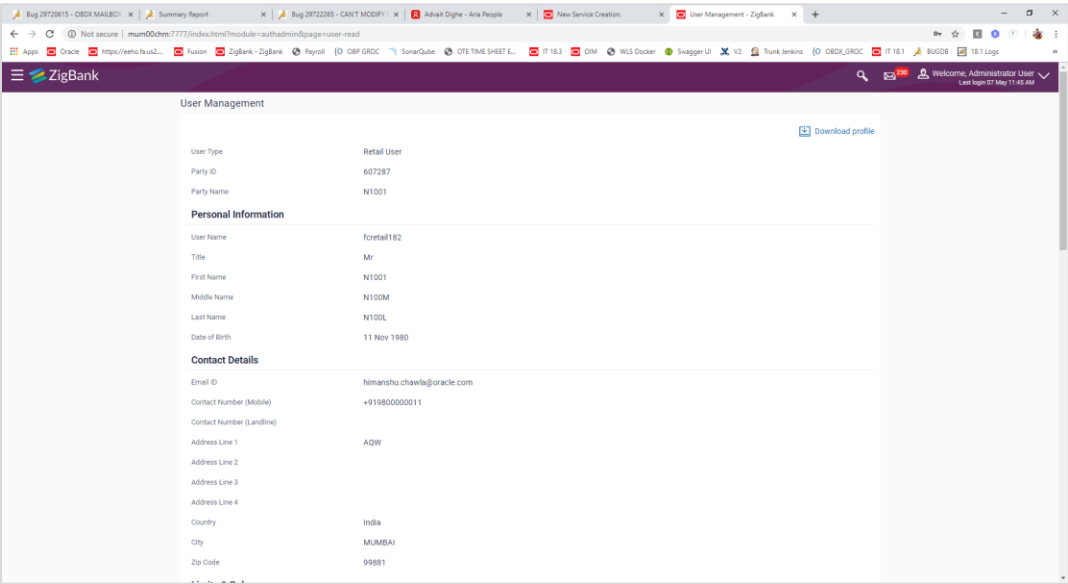 Bug 29720615 - OBDX MAILBOX
Summary Report
Bug 29722265 - CAN'T MODIFY
Advait Dighe - Aria People
New Service Creation.
User Management - ZigBank
Not secure | mum00chm:7777/index.html?module=authadmin&page=user-read
Apps Oracle https://eeho.fa.us2... Fusion ZigBank - ZigBank Payroll OBP GROC SonarQube OTE TIME SHEET E... IT 18.3 OIM WLS Docker Swagger UI V2 Trunk Jenkins OBDX_GROC IT 18.1 BUGDB 18.1 Logs »
ZigBank
230 Welcome, Administrator User
Last login 07 May 11:45 AM
User Management
Download profile
User Type Retail User
Party ID 607287
Party Name N1001
Personal Information
User Name fcretail182
Title Mr
First Name N1001
Middle Name N100M
Last Name N100L
Date of Birth 11 Nov 1980
Contact Details
Email ID himanshu.chawla@oracle.com
Contact Number (Mobile) +919800000011
Contact Number (Landline)
Address Line 1 AQW
Address Line 2
Address Line 3
Address Line 4
Country India
City MUMBAI
Zip Code 99881